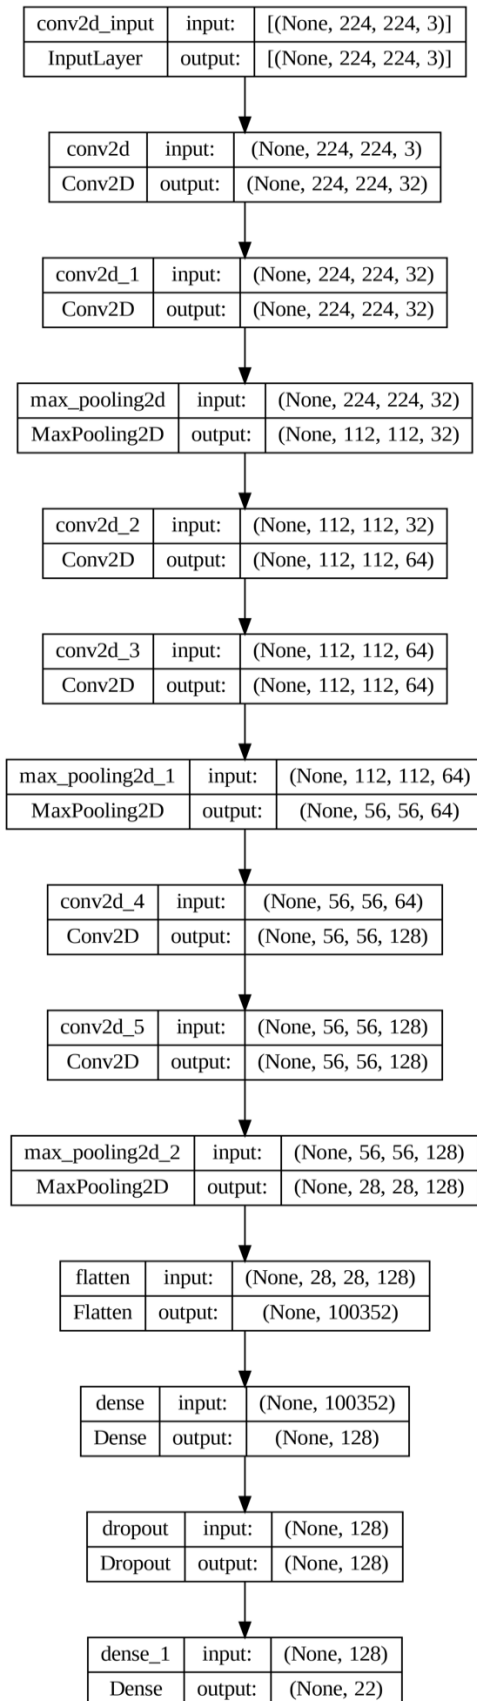 conv2d_input input: [(None, 224, 224, 3)]
InputLayer output: [(None, 224, 224, 3)]
conv2d input: (None, 224, 224, 3)
Conv2D output: (None, 224, 224, 32)
conv2d_1 input: (None, 224, 224, 32)
Conv2D output: (None, 224, 224, 32)
max_pooling2d input: (None, 224, 224, 32)
MaxPooling2D output: (None, 112, 112, 32)
conv2d_2 input: (None, 112, 112, 32)
Conv2D output: (None, 112, 112, 64)
conv2d_3 input: (None, 112, 112, 64)
Conv2D output: (None, 112, 112, 64)
max_pooling2d_1 input: (None, 112, 112, 64)
MaxPooling2D output: (None, 56, 56, 64)
conv2d_4 input: (None, 56, 56, 64)
Conv2D output: (None, 56, 56, 128)
conv2d_5 input: (None, 56, 56, 128)
Conv2D output: (None, 56, 56, 128)
max_pooling2d_2 input: (None, 56, 56, 128)
MaxPooling2D output: (None, 28, 28, 128)
flatten input: (None, 28, 28, 128)
Flatten output: (None, 100352)
dense input: (None, 100352)
Dense output: (None, 128)
dropout input: (None, 128)
Dropout output: (None, 128)
dense_1 input: (None, 128)
Dense output: (None, 22)